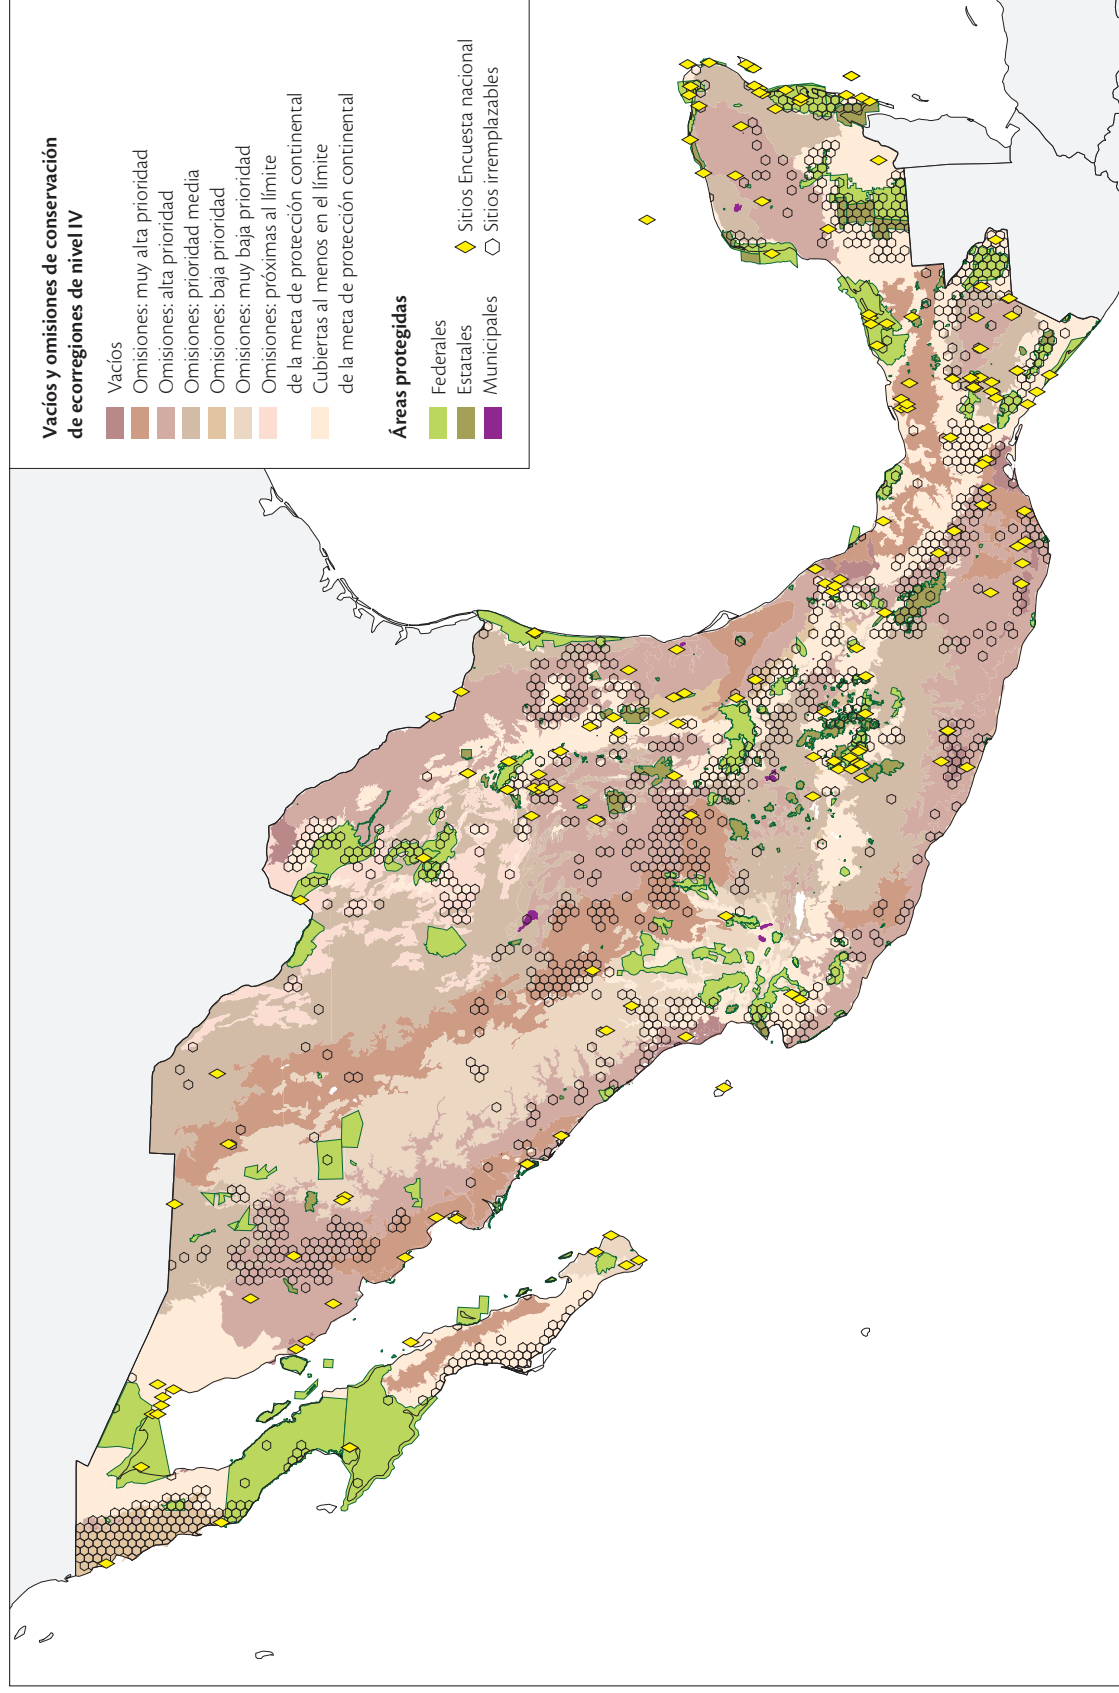 Vacíos y omisiones de conservación
de ecorregiones de nivel IV
Vacíos
Omisiones: muy alta prioridad
Omisiones: alta prioridad
Omisiones: prioridad media
Omisiones: baja prioridad
Omisiones: muy baja prioridad
Omisiones: próximas al límite
de la meta de protección continental
Cubiertas al menos en el límite
de la meta de protección continental
Áreas protegidas
Federales
Estatales
Municipales
Sitios Encuesta nacional
Sitios irremplazables